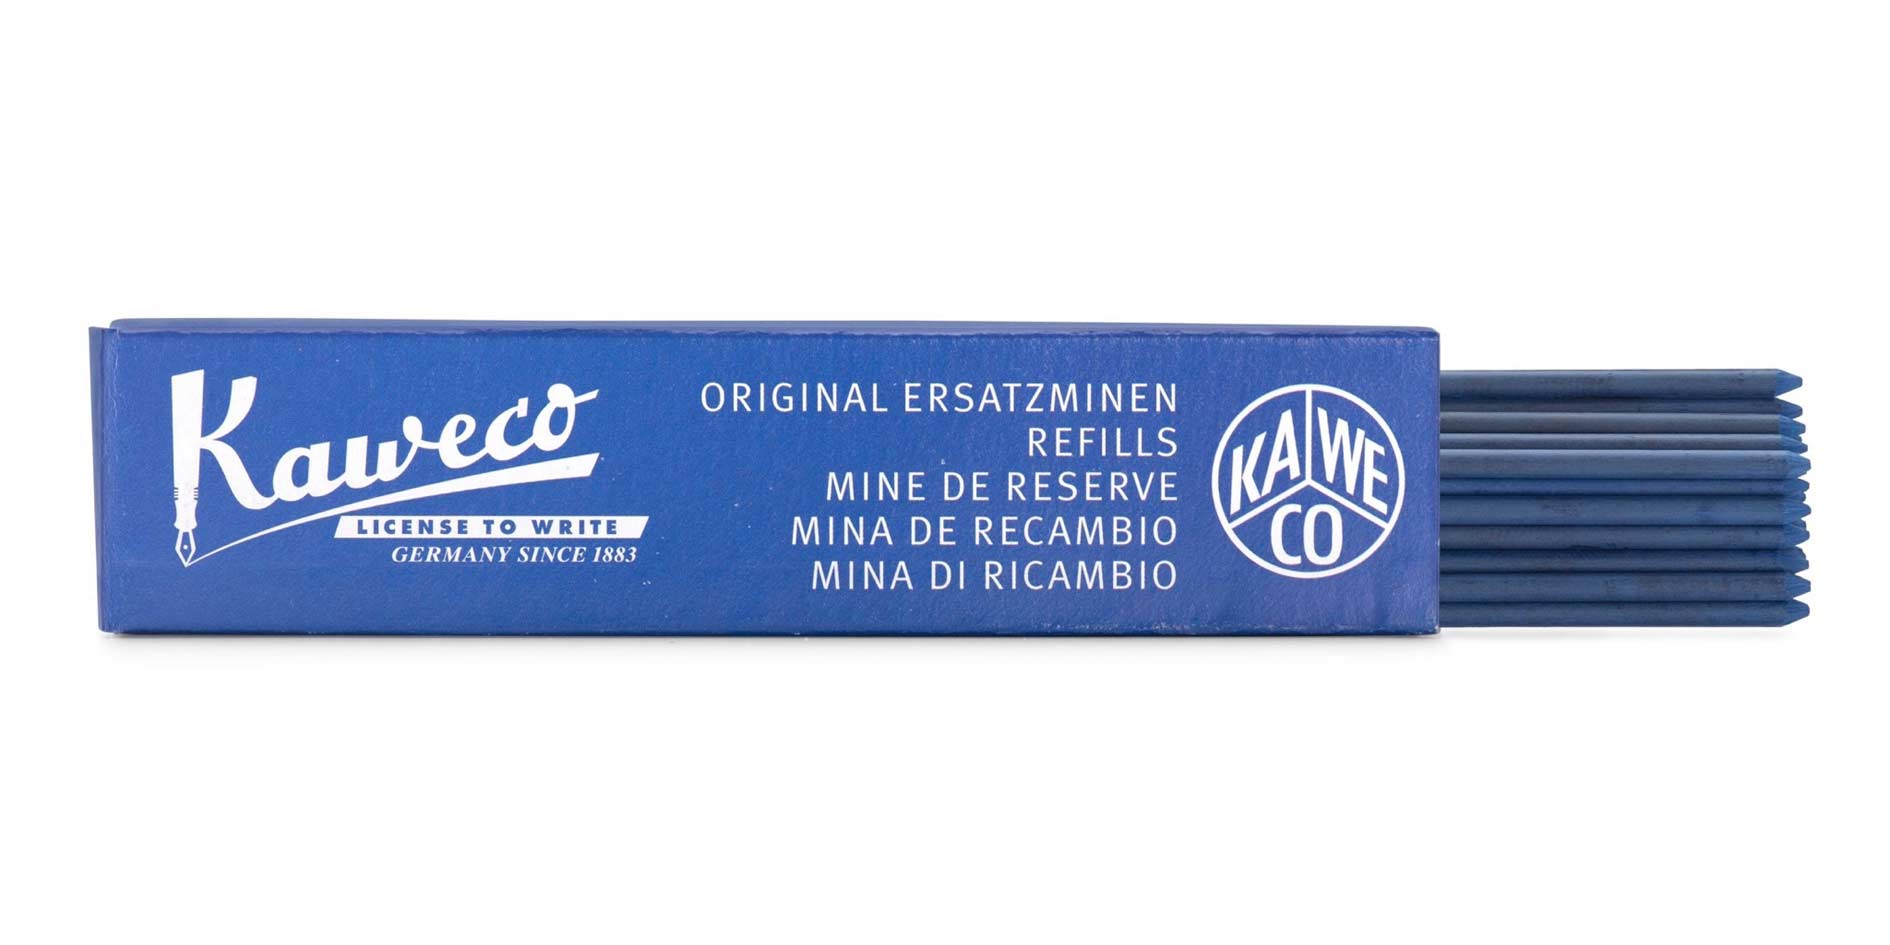 Kaweco
LICENSE TO WRITE
GERMANY SINCE 1883
ORIGINAL ERSATZMINEN
REFILLS
MINE DE RESERVE
MINA DE RECAMBIO
MINA DI RICAMBIO
KA WE
CO